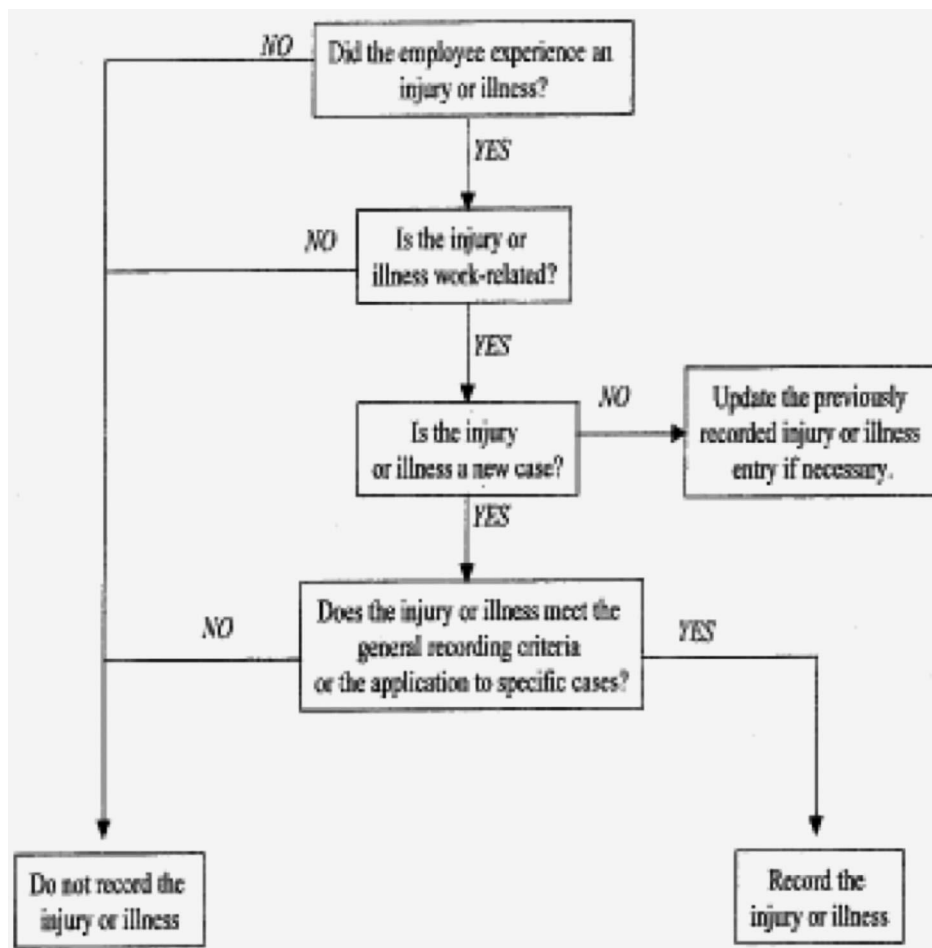 NO
Did the employee experience an
injury or illness?
YES
NO
Is the injury or
illness work-related?
YES
Is the injury
or illness a new case?
NO
Update the previously
recorded injury or illness
entry if necessary.
YES
NO
Does the injury or illness meet the
general recording criteria
or the application to specific cases?
YES
Do not record the
injury or illness
Record the
injury or illness